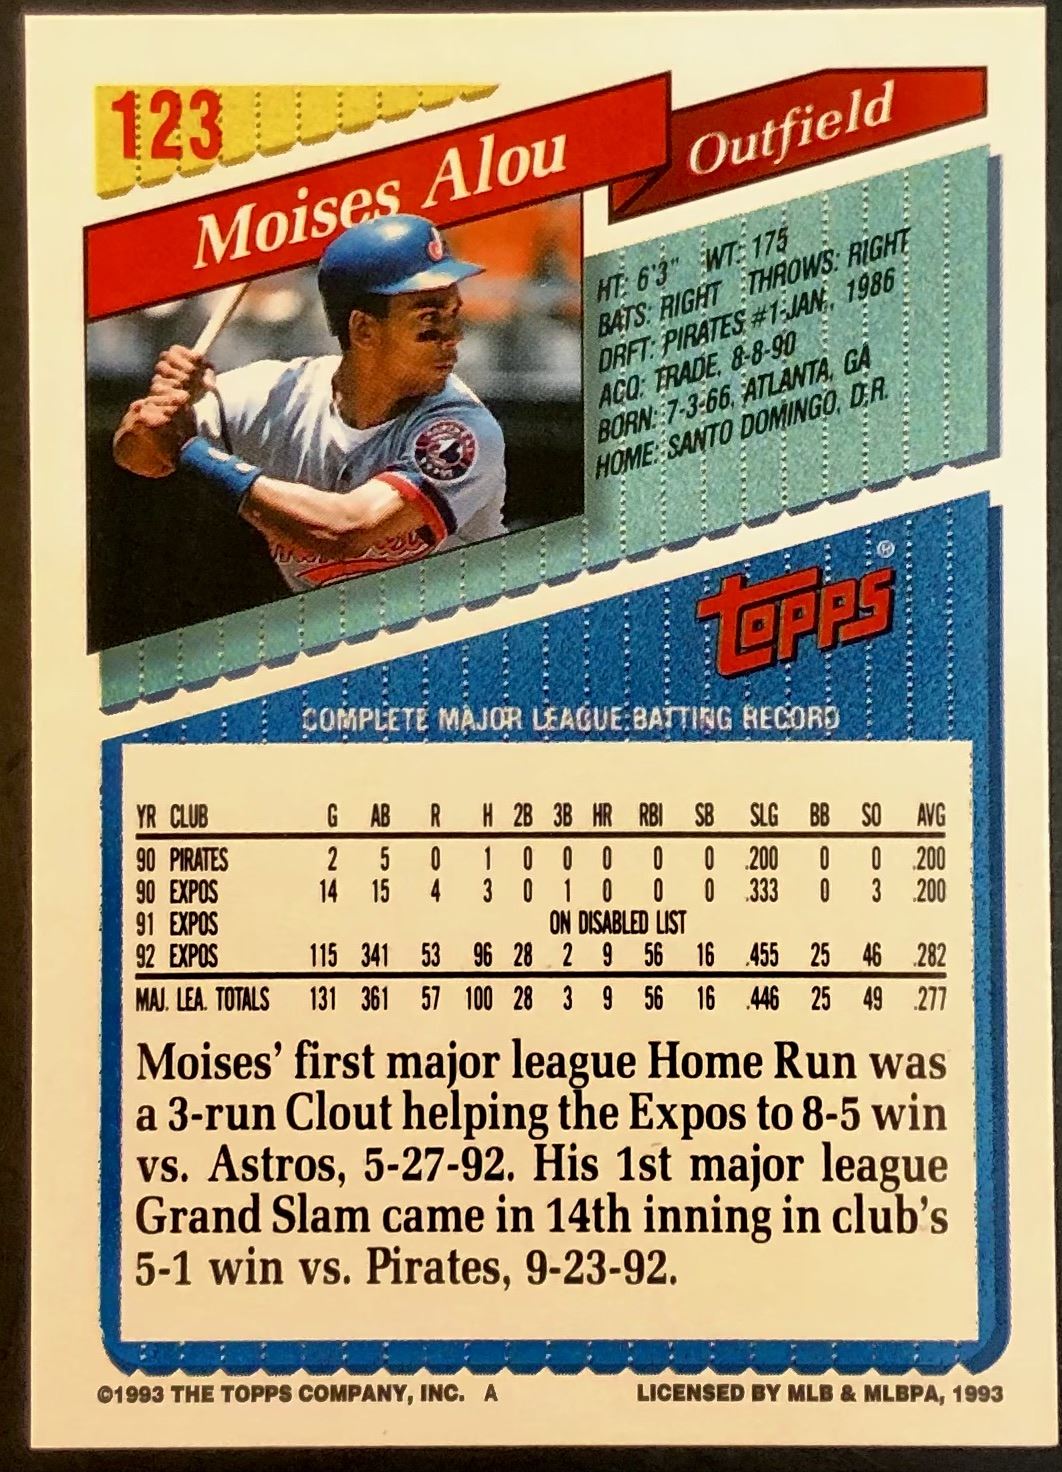 123
Moises Alou
Outfield
HT: 6'3" WT: 175
BATS: RIGHT THROWS: RIGHT
DRFT: PIRATES #1-JAN, 1986
ACQ: TRADE, 8-8-90
BORN: 7-3-66, ATLANTA, GA
HOME: SANTO DOMINGO, D.R.
TOPPS®
COMPLETE MAJOR LEAGUE BATTING RECORD
YR CLUB G AB R H 2B 3B HR RBI SB SLG BB SO AVG
90 PIRATES 2 5 0 1 0 0 0 0 0 .200 0 0 .200
90 EXPOS 14 15 4 3 0 1 0 0 0 .333 0 3 .200
91 EXPOS ON DISABLED LIST
92 EXPOS 115 341 53 96 28 2 9 56 16 .455 25 46 .282
MAJ. LEA. TOTALS 131 361 57 100 28 3 9 56 16 .446 25 49 .277
Moises' first major league Home Run was
a 3-run Clout helping the Expos to 8-5 win
vs. Astros, 5-27-92. His 1st major league
Grand Slam came in 14th inning in club's
5-1 win vs. Pirates, 9-23-92.
©1993 THE TOPPS COMPANY, INC. A
LICENSED BY MLB & MLBPA, 1993